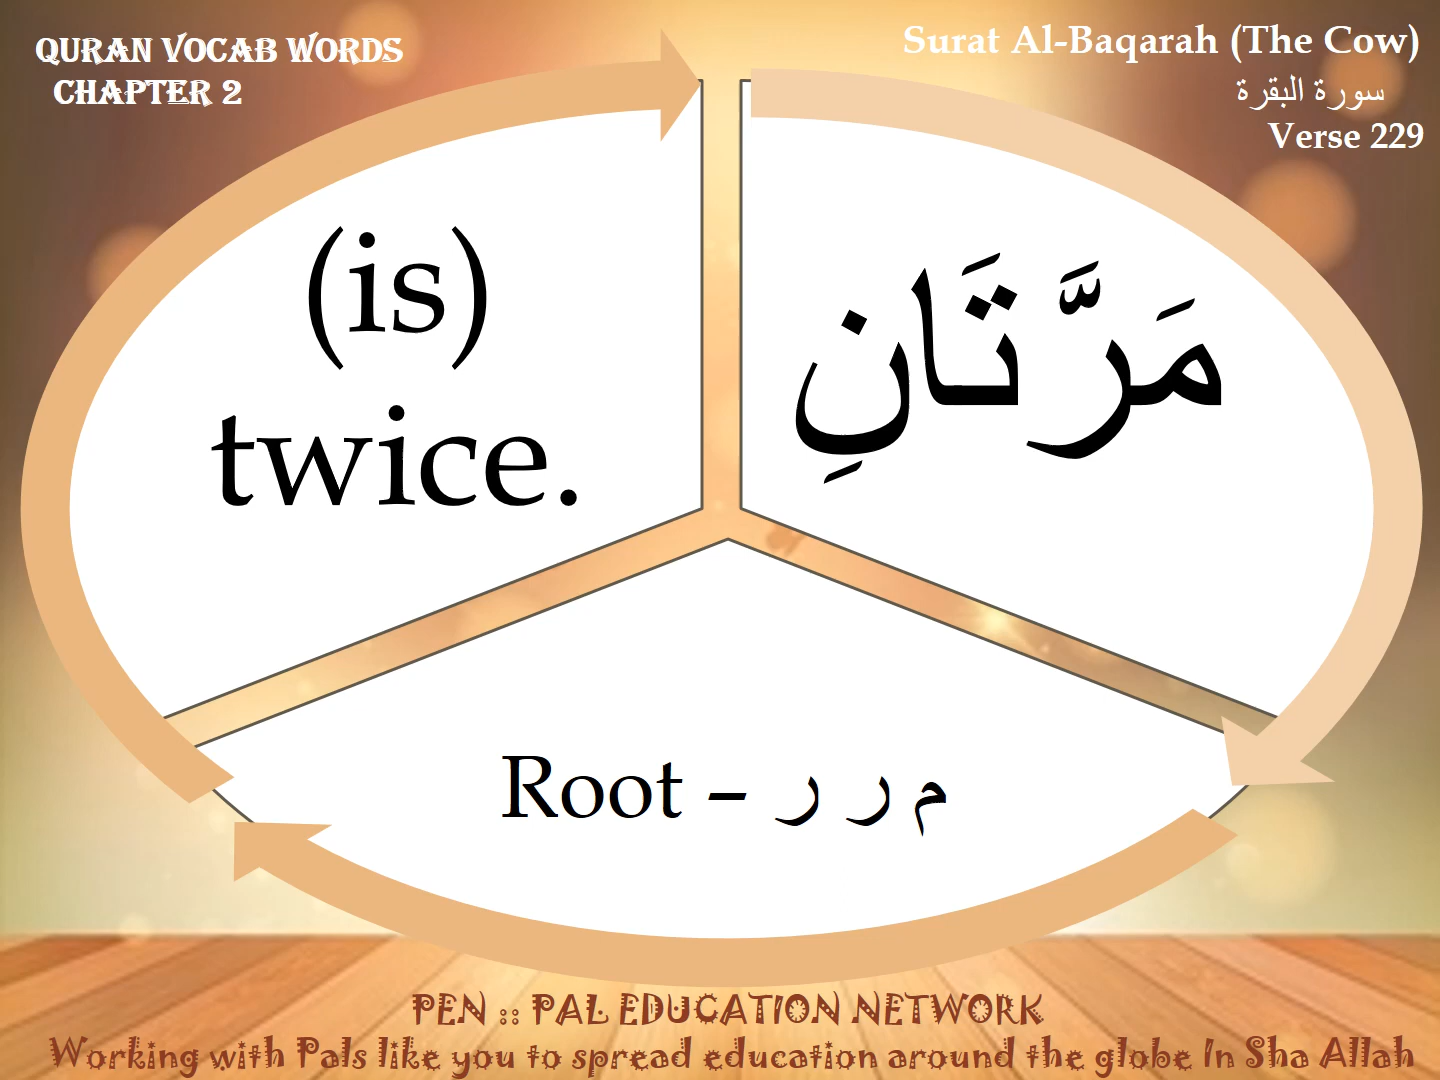 QURAN VOCAB WORDS
CHAPTER 2
Surat Al-Baqarah (The Cow)
سورة البقرة
Verse 229
(is)
twice.
مَرَّتَانِ
Root – م ر ر
PEN :: PAL EDUCATION NETWORK
Working with Pals like you to spread education around the globe In Sha Allah